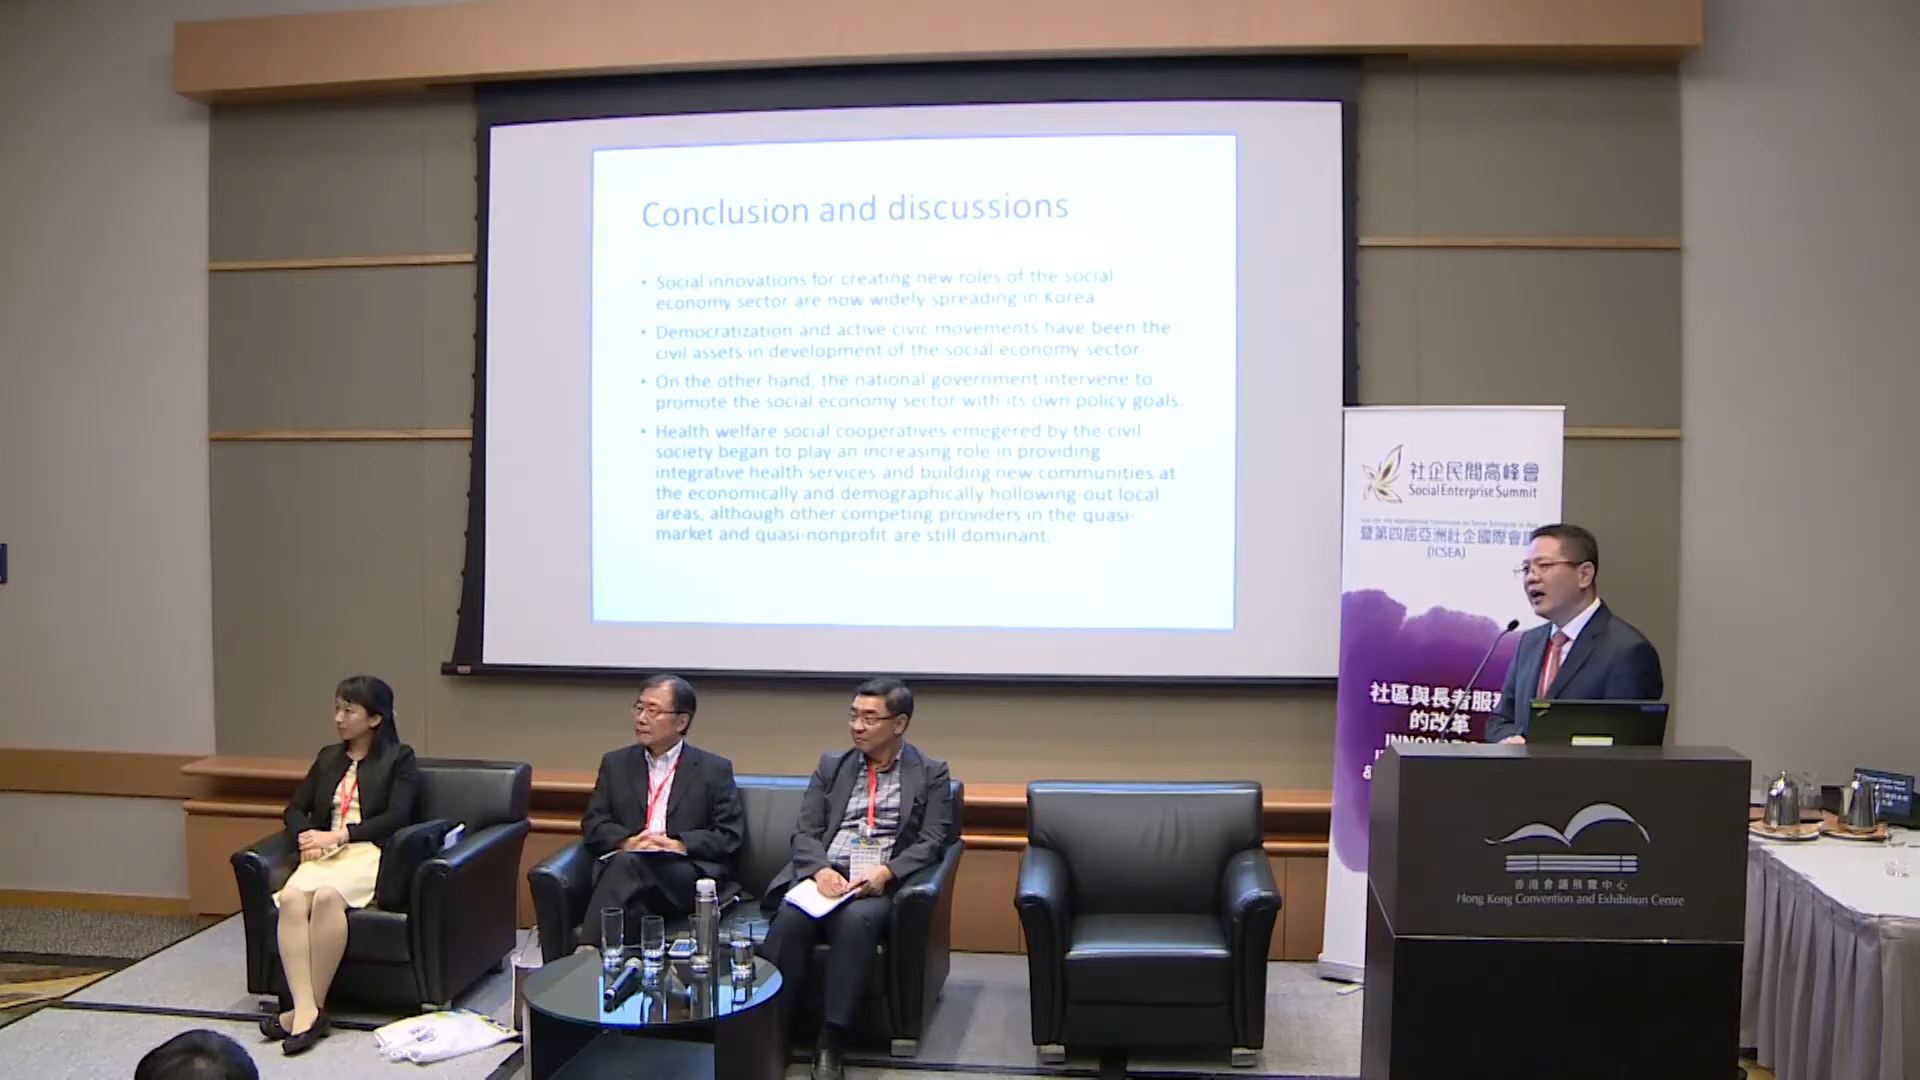 Conclusion and discussions
• Social innovations for creating new roles of the social
economy sector are now widely spreading in Korea.
• Democratization and active civic movements have been the
civil assets in development of the social economy sector.
• On the other hand, the national government intervene to
promote the social economy sector with its own policy goals.
• Health welfare social cooperatives emegered by the civil
society began to play an increasing role in providing
integrative health services and building new communities at
the economically and demographically hollowing-out local
areas, although other competing providers in the quasi-
market and quasi-nonprofit are still dominant.
社企民間高峰會
Social Enterprise Summit
暨第四屆亞洲社企國際會
(ICSEA)
社區與長者服
的改革
香港會議展覽中心
Hong Kong Convention and Exhibition Centre